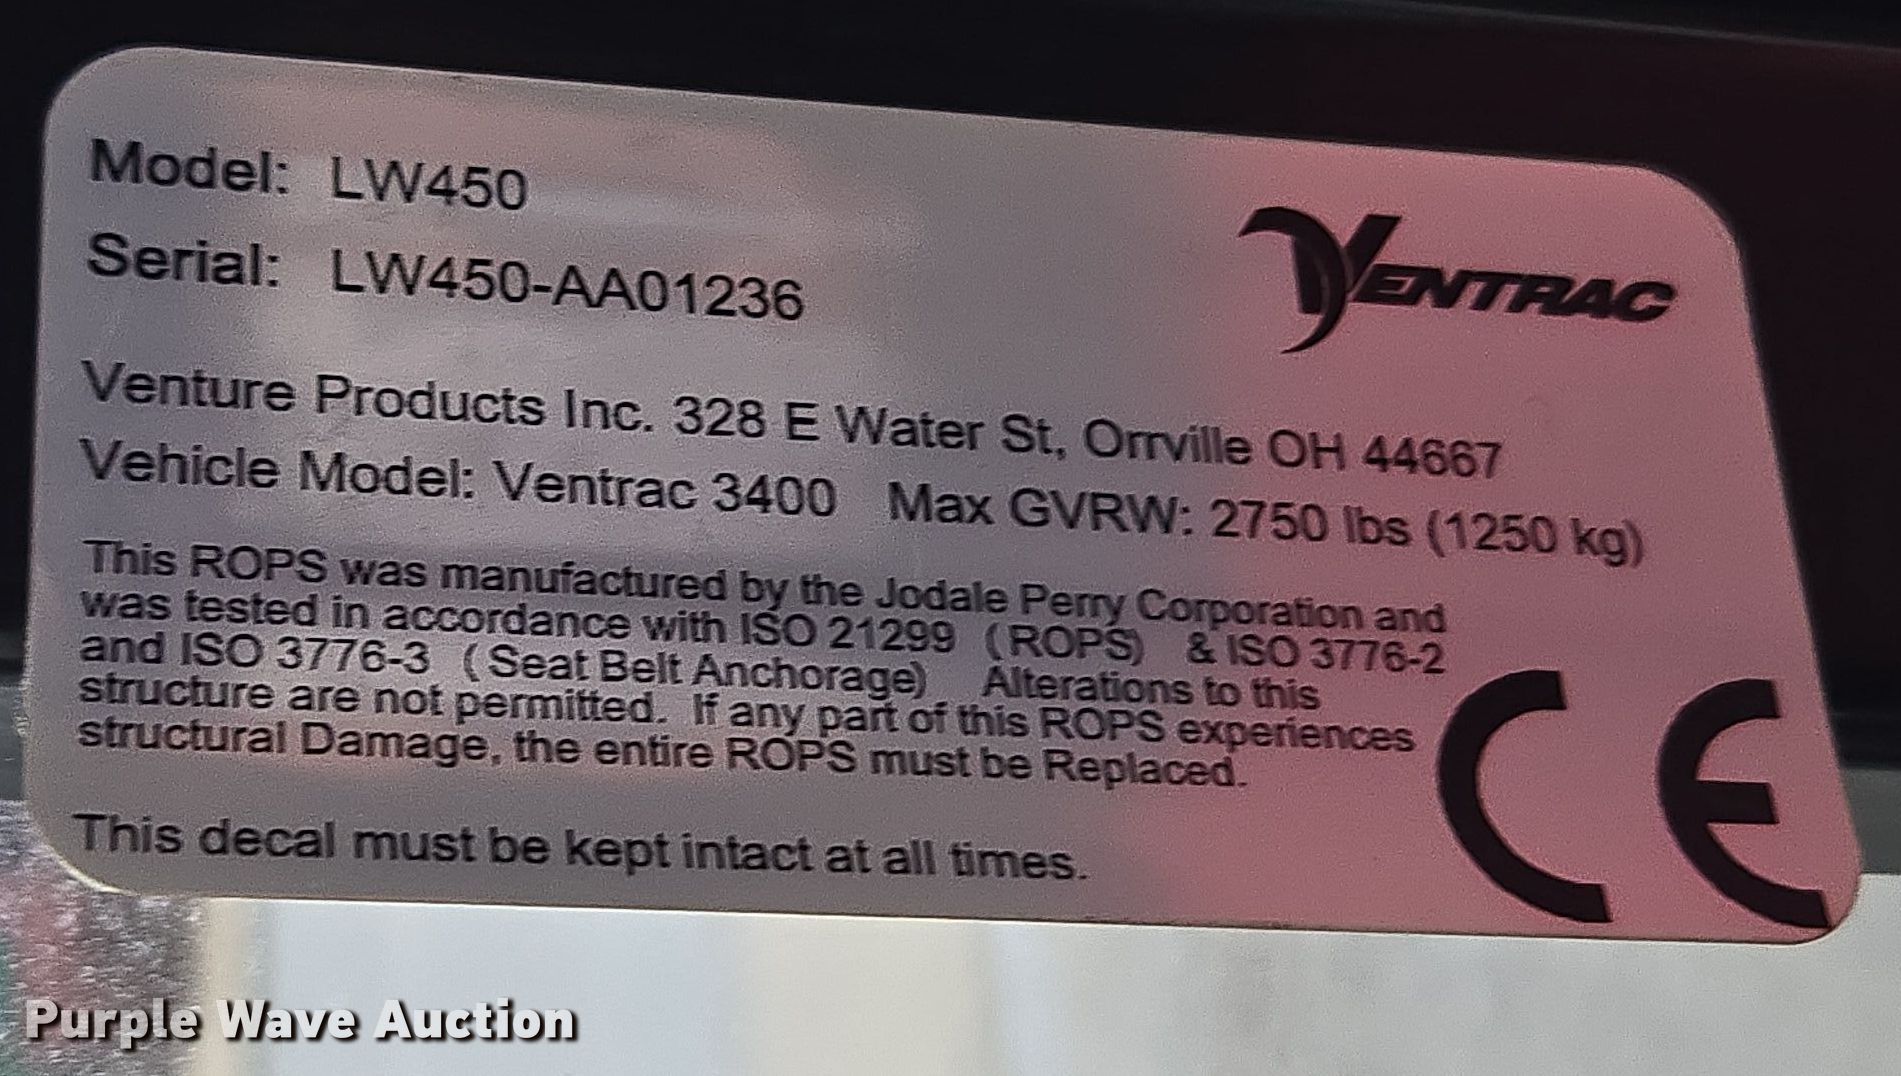 Model: LW450
Serial: LW450-AA01236
VENTRAC
Venture Products Inc. 328 E Water St, Orrville OH 44667
Vehicle Model: Ventrac 3400 Max GVRW: 2750 lbs (1250 kg)
This ROPS was manufactured by the Jodale Perry Corporation and
was tested in accordance with ISO 21299 (ROPS) & ISO 3776-2
and ISO 3776-3 (Seat Belt Anchorage) Alterations to this
structure are not permitted. If any part of this ROPS experiences
structural Damage, the entire ROPS must be Replaced.
CE
This decal must be kept intact at all times.
Purple Wave Auction